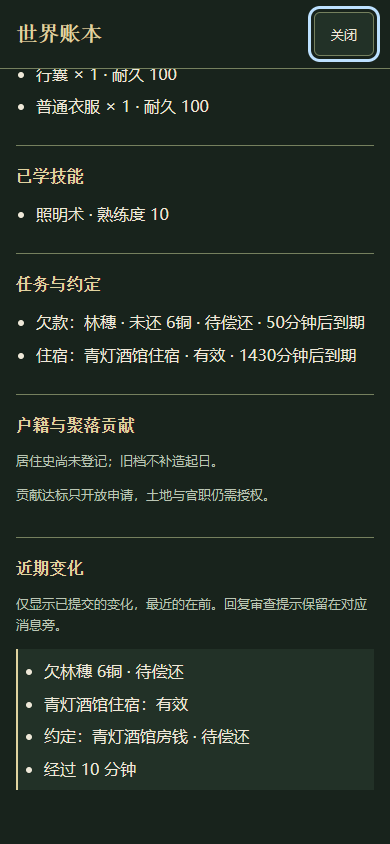 世界账本
关闭
行囊 × 1 · 耐久 100
普通衣服 × 1 · 耐久 100
已学技能
照明术 · 熟练度 10
任务与约定
欠款：林穗 · 未还 6铜 · 待偿还 · 50分钟后到期
住宿：青灯酒馆住宿 · 有效 · 1430分钟后到期
户籍与聚落贡献
居住史尚未登记；旧档不补造起日。
贡献达标只开放申请，土地与官职仍需授权。
近期变化
仅显示已提交的变化，最近的在前。回复审查提示保留在对应
消息旁。
欠林穗 6铜 · 待偿还
青灯酒馆住宿：有效
约定：青灯酒馆房钱 · 待偿还
经过 10 分钟